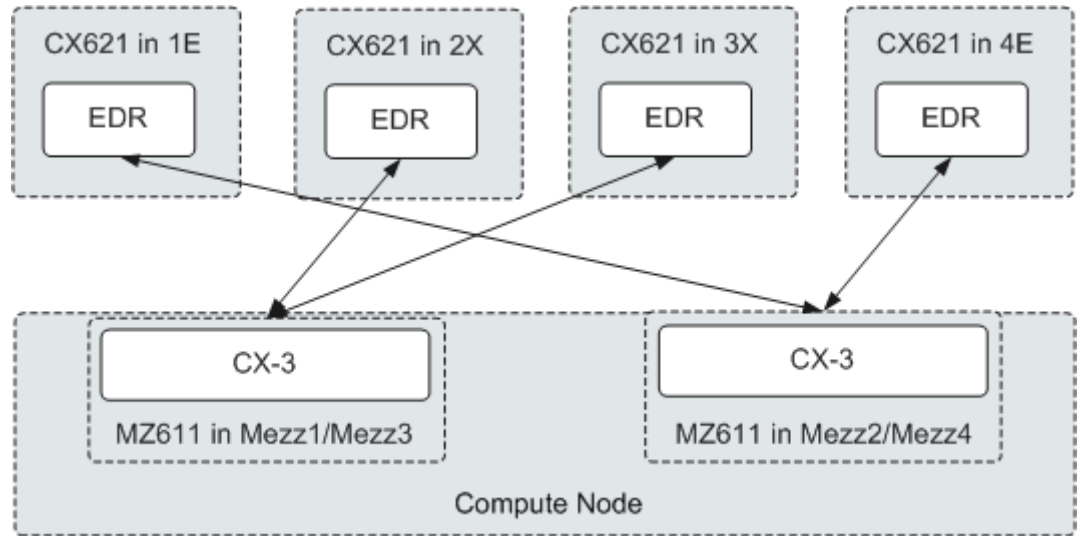 CX621 in 1E
CX621 in 2X
CX621 in 3X
CX621 in 4E
EDR
EDR
EDR
EDR
CX-3
CX-3
MZ611 in Mezz1/Mezz3
MZ611 in Mezz2/Mezz4
Compute Node